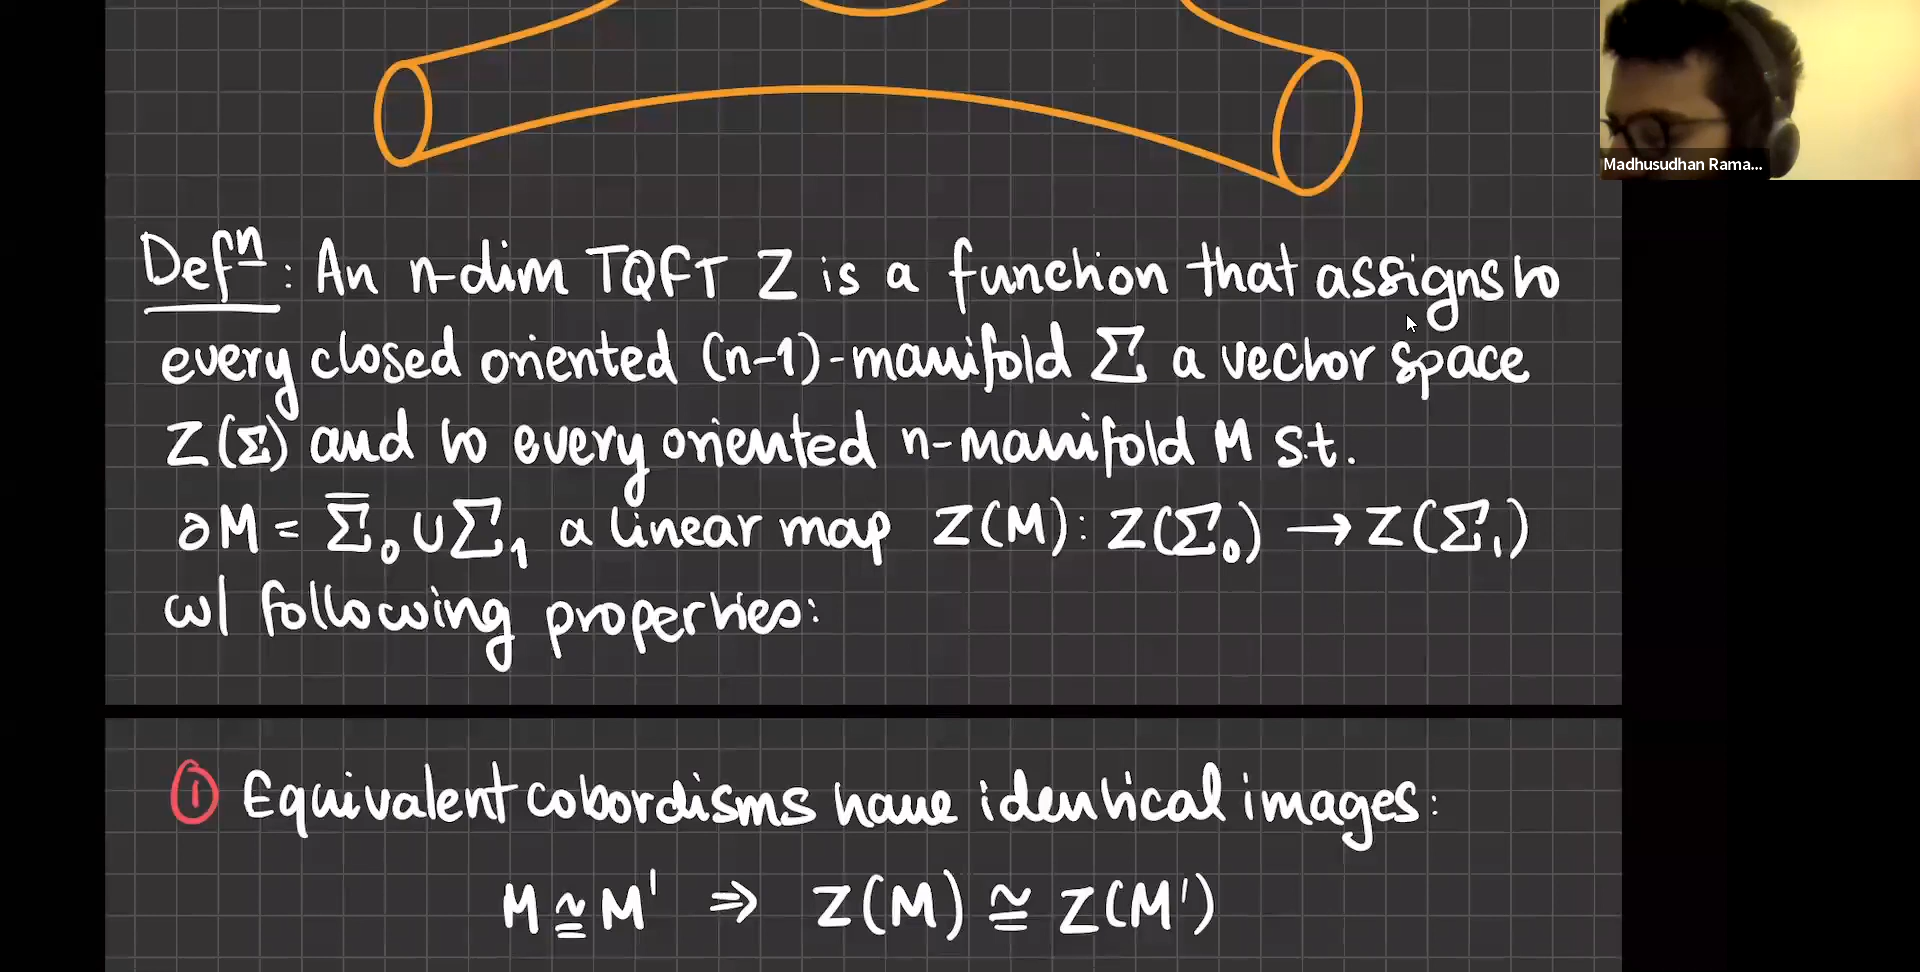 Madhusudhan Rama...
Defⁿ: An n-dim TQFT Z is a function that assigns to
every closed oriented (n-1)-manifold Σ a vector space
Z(Σ) and to every oriented n-manifold M s.t.
∂M = Σ̅₀ ∪ Σ₁ a linear map Z(M): Z(Σ₀) → Z(Σ₁)
w/ following properties:
① Equivalent cobordisms have identical images:
M ≅ M' ⇒ Z(M) ≅ Z(M')